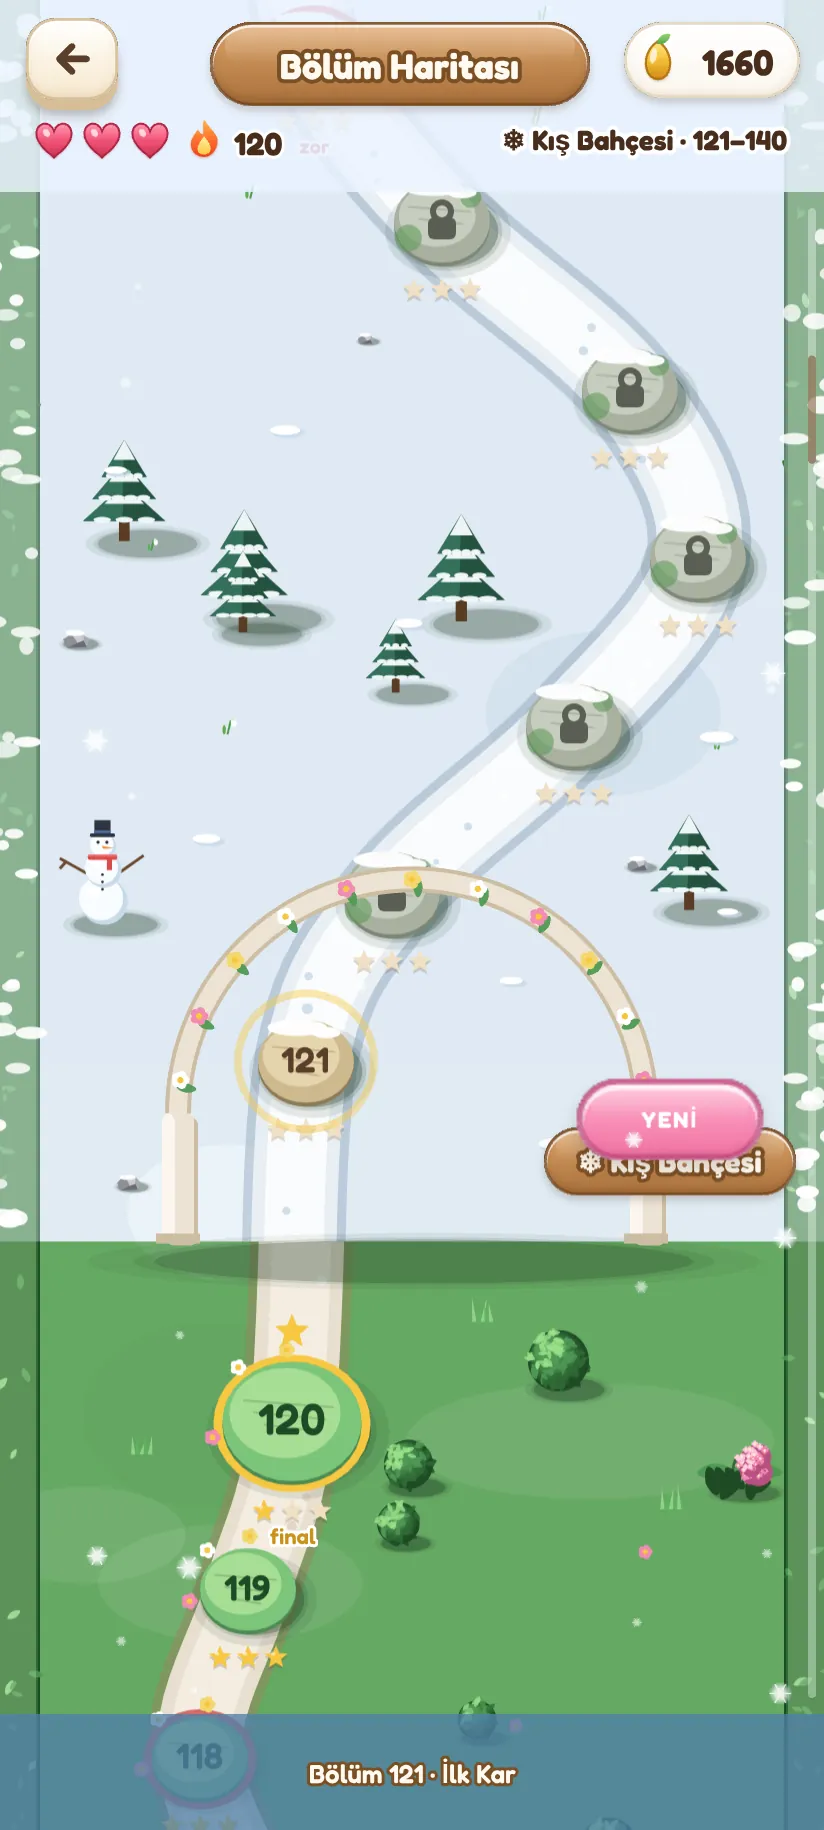 Bölüm Haritası
1660
120
zor
❄ Kış Bahçesi · 121–140
121
YENİ
❄ Kış Bahçesi
120
final
119
118
Bölüm 121 · İlk Kar